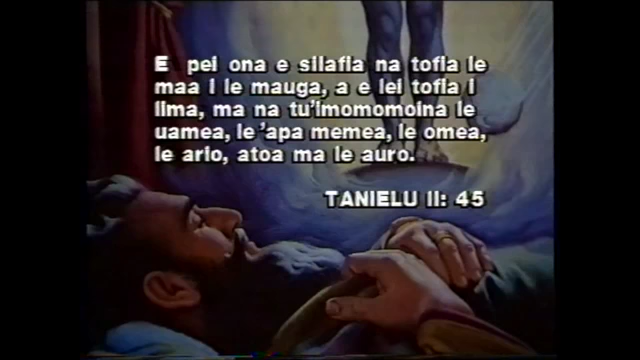 E pei ona e silafia na tofia le
maa i le mauga, a e lei tofia i
lima, ma na tu'imomomoina le
uamea, le 'apa memea, le omea,
le ario, atoa ma le auro.
TANIELU II: 45